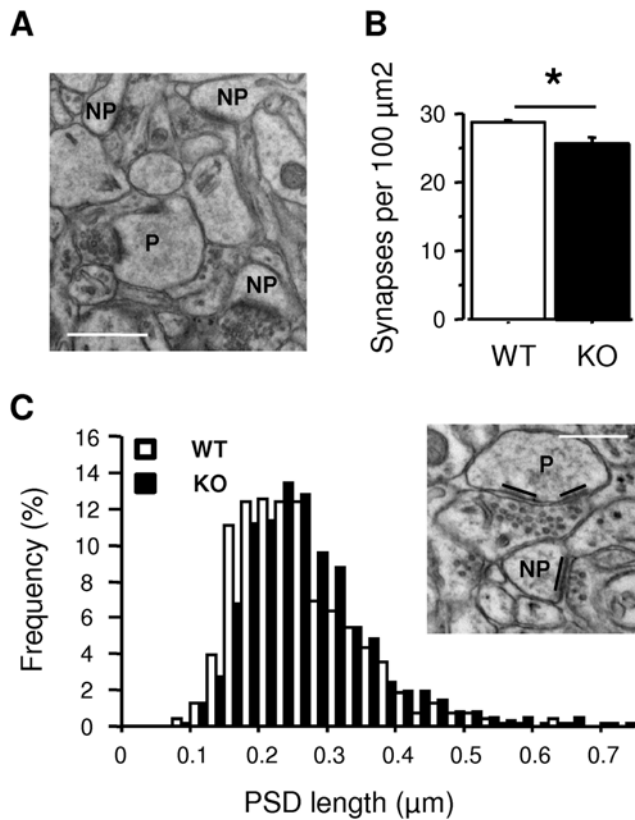 A
NP
NP
P
NP
B
*
Synapses per 100 µm2
30
20
10
0
WT
KO
C
WT
KO
Frequency (%)
16
14
12
10
8
6
4
2
0
0
0.1
0.2
0.3
0.4
0.5
0.6
0.7
PSD length (µm)
P
NP